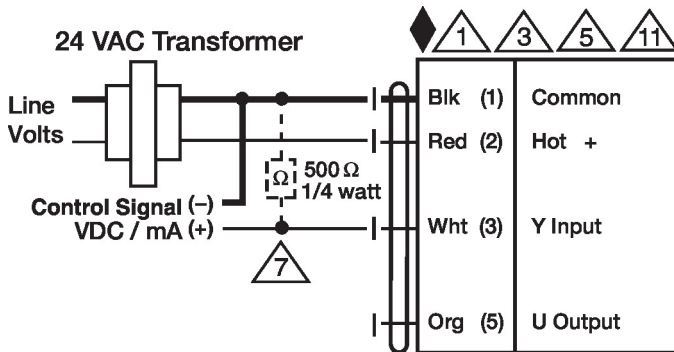 24 VAC Transformer
1 3 5 11
Line
Volts
Blk (1) Common
Red (2) Hot +
Ω 500 Ω
1/4 watt
Control Signal (–)
VDC / mA (+)
Wht (3) Y Input
7
Org (5) U Output